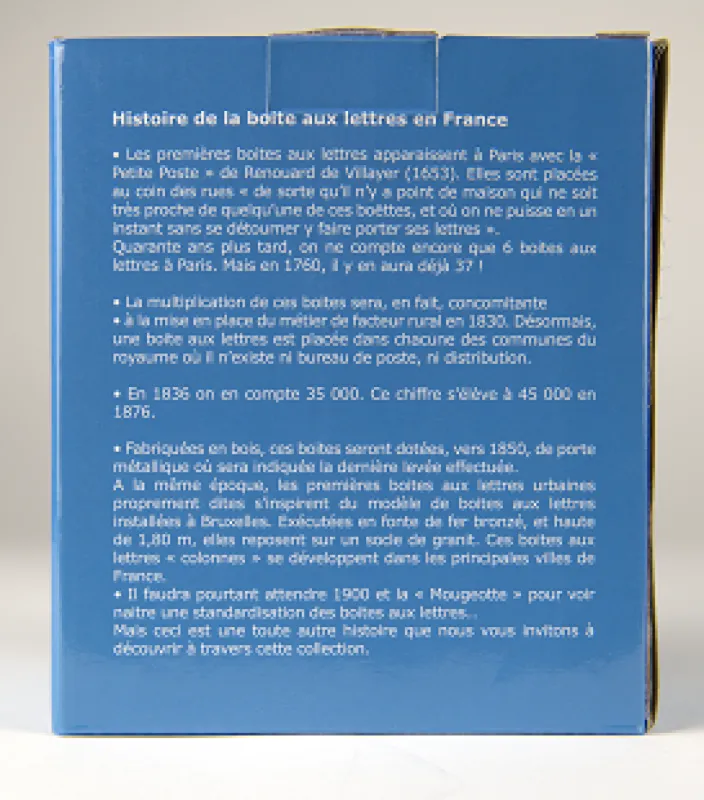 Histoire de la boite aux lettres en France
• Les premières boites aux lettres apparaissent à Paris avec la «
Petite Poste » de Renouard de Villayer (1653). Elles sont placées
au coin des rues « de sorte qu'il n'y a point de maison qui ne soit
très proche de quelqu'une de ces boëttes, et où on ne puisse en un
instant sans se détourner y faire porter ses lettres ».
Quarante ans plus tard, on ne compte encore que 6 boites aux
lettres à Paris. Mais en 1760, il y en aura déjà 37 !
• La multiplication de ces boites sera, en fait, concomitante
• à la mise en place du métier de facteur rural en 1830. Désormais,
une boite aux lettres est placée dans chacune des communes du
royaume où il n'existe ni bureau de poste, ni distribution.
• En 1836 on en compte 35 000. Ce chiffre s'élève à 45 000 en
1876.
• Fabriquées en bois, ces boites seront dotées, vers 1850, de porte
métallique où sera indiquée la dernière levée effectuée.
A la même époque, les premières boites aux lettres urbaines
proprement dites s'inspirent du modèle de boites aux lettres
installées à Bruxelles. Exécutées en fonte de fer bronzé, et haute
de 1,80 m, elles reposent sur un socle de granit. Ces boites aux
lettres « colonnes » se développent dans les principales villes de
France.
• Il faudra pourtant attendre 1900 et la « Mougeotte » pour voir
naitre une standardisation des boites aux lettres..
Mais ceci est une toute autre histoire que nous vous invitons à
découvrir à travers cette collection.